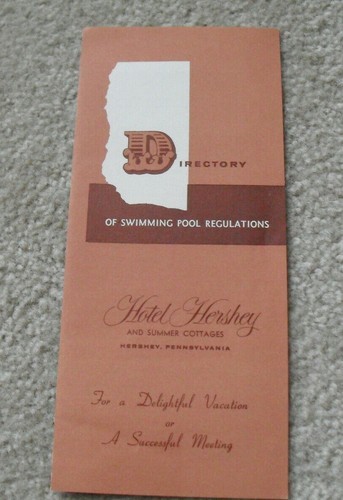 DIRECTORY
OF SWIMMING POOL REGULATIONS
Hotel Hershey
AND SUMMER COTTAGES
HERSHEY, PENNSYLVANIA
For a Delightful Vacation
or
A Successful Meeting